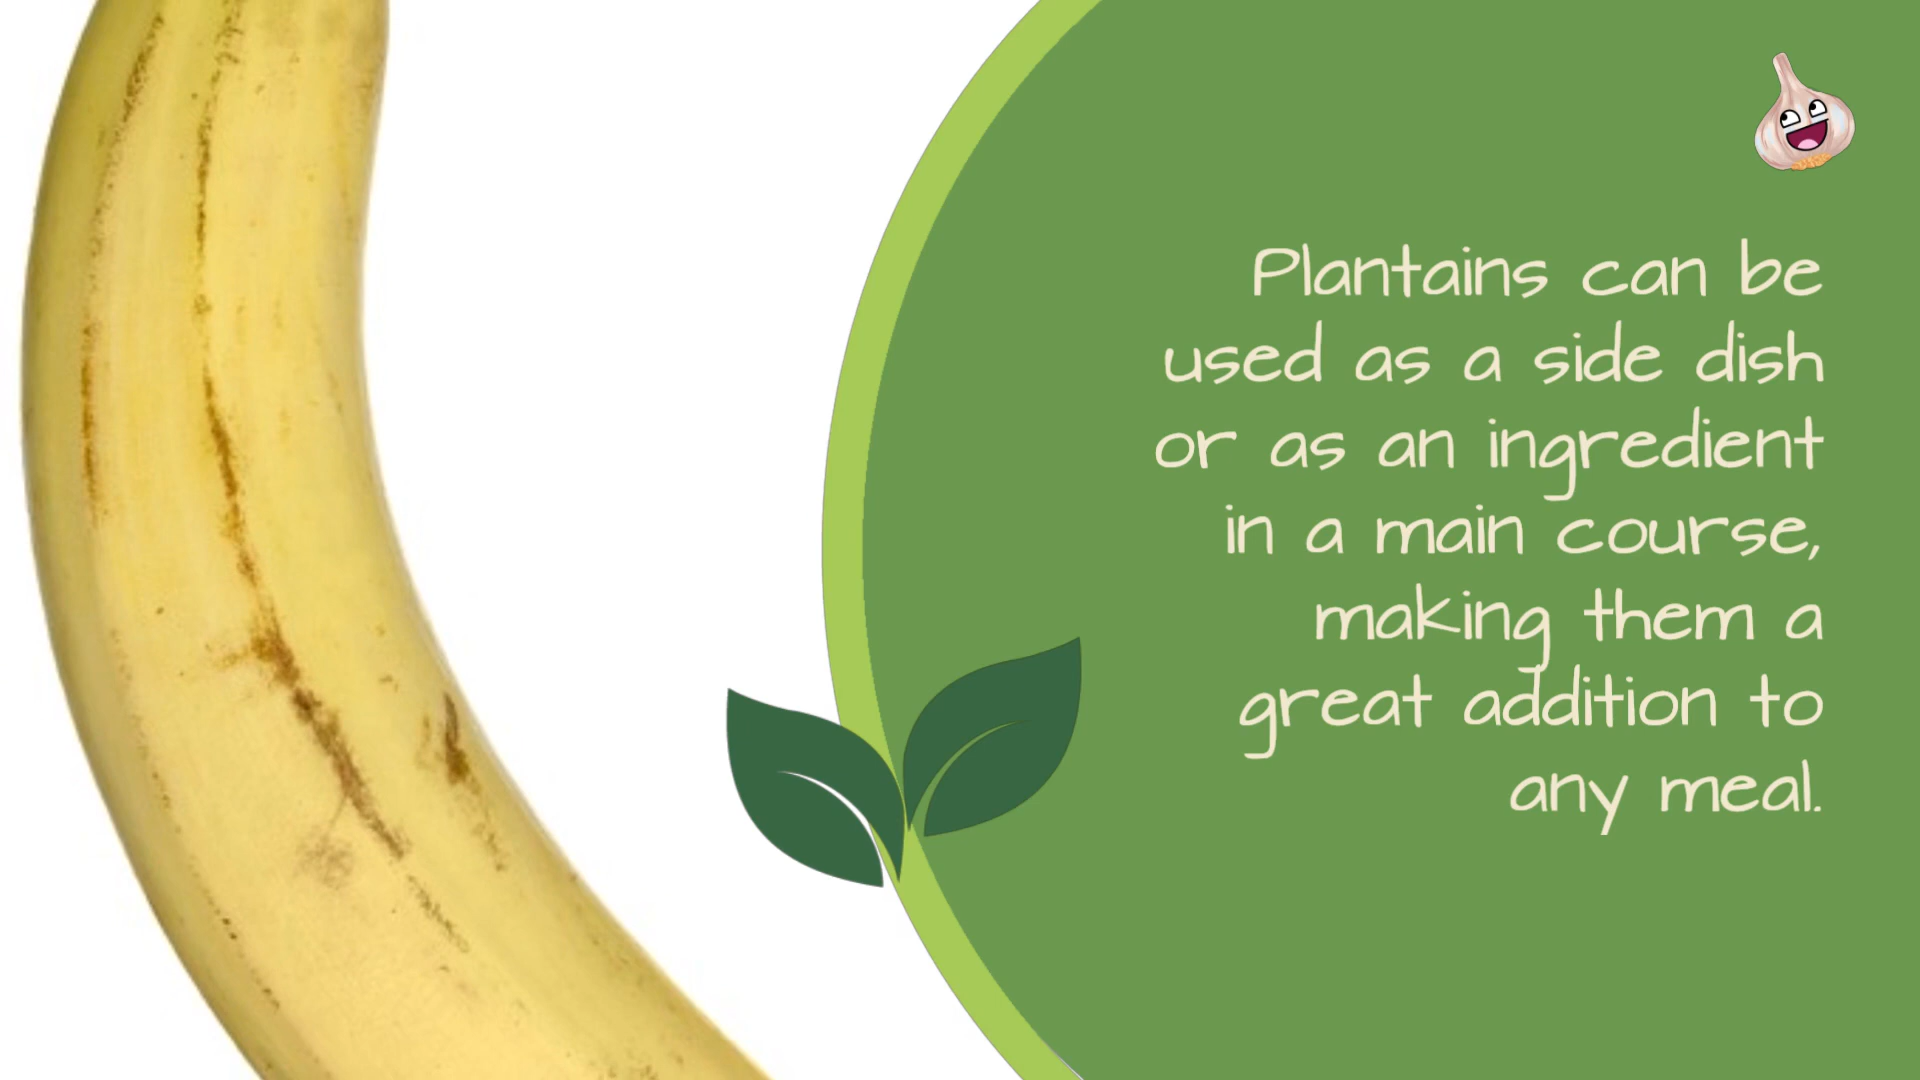 Plantains can be
used as a side dish
or as an ingredient
in a main course,
making them a
great addition to
any meal.